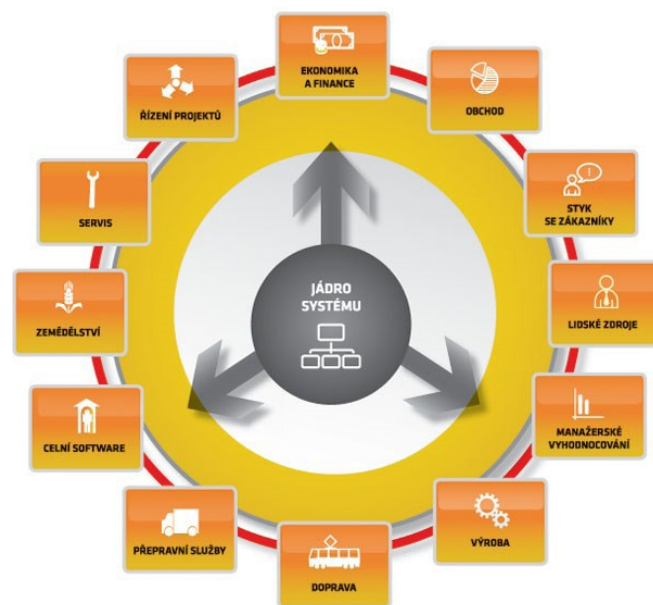 EKONOMIKA
A FINANCE
OBCHOD
STYK
SE ZÁKAZNÍKY
LIDSKÉ ZDROJE
MANAŽERSKÉ
VYHODNOCOVÁNÍ
VÝROBA
DOPRAVA
PŘEPRAVNÍ SLUŽBY
CELNÍ SOFTWARE
ZEMĚDĚLSTVÍ
SERVIS
ŘÍZENÍ PROJEKTŮ
JÁDRO
SYSTÉMU